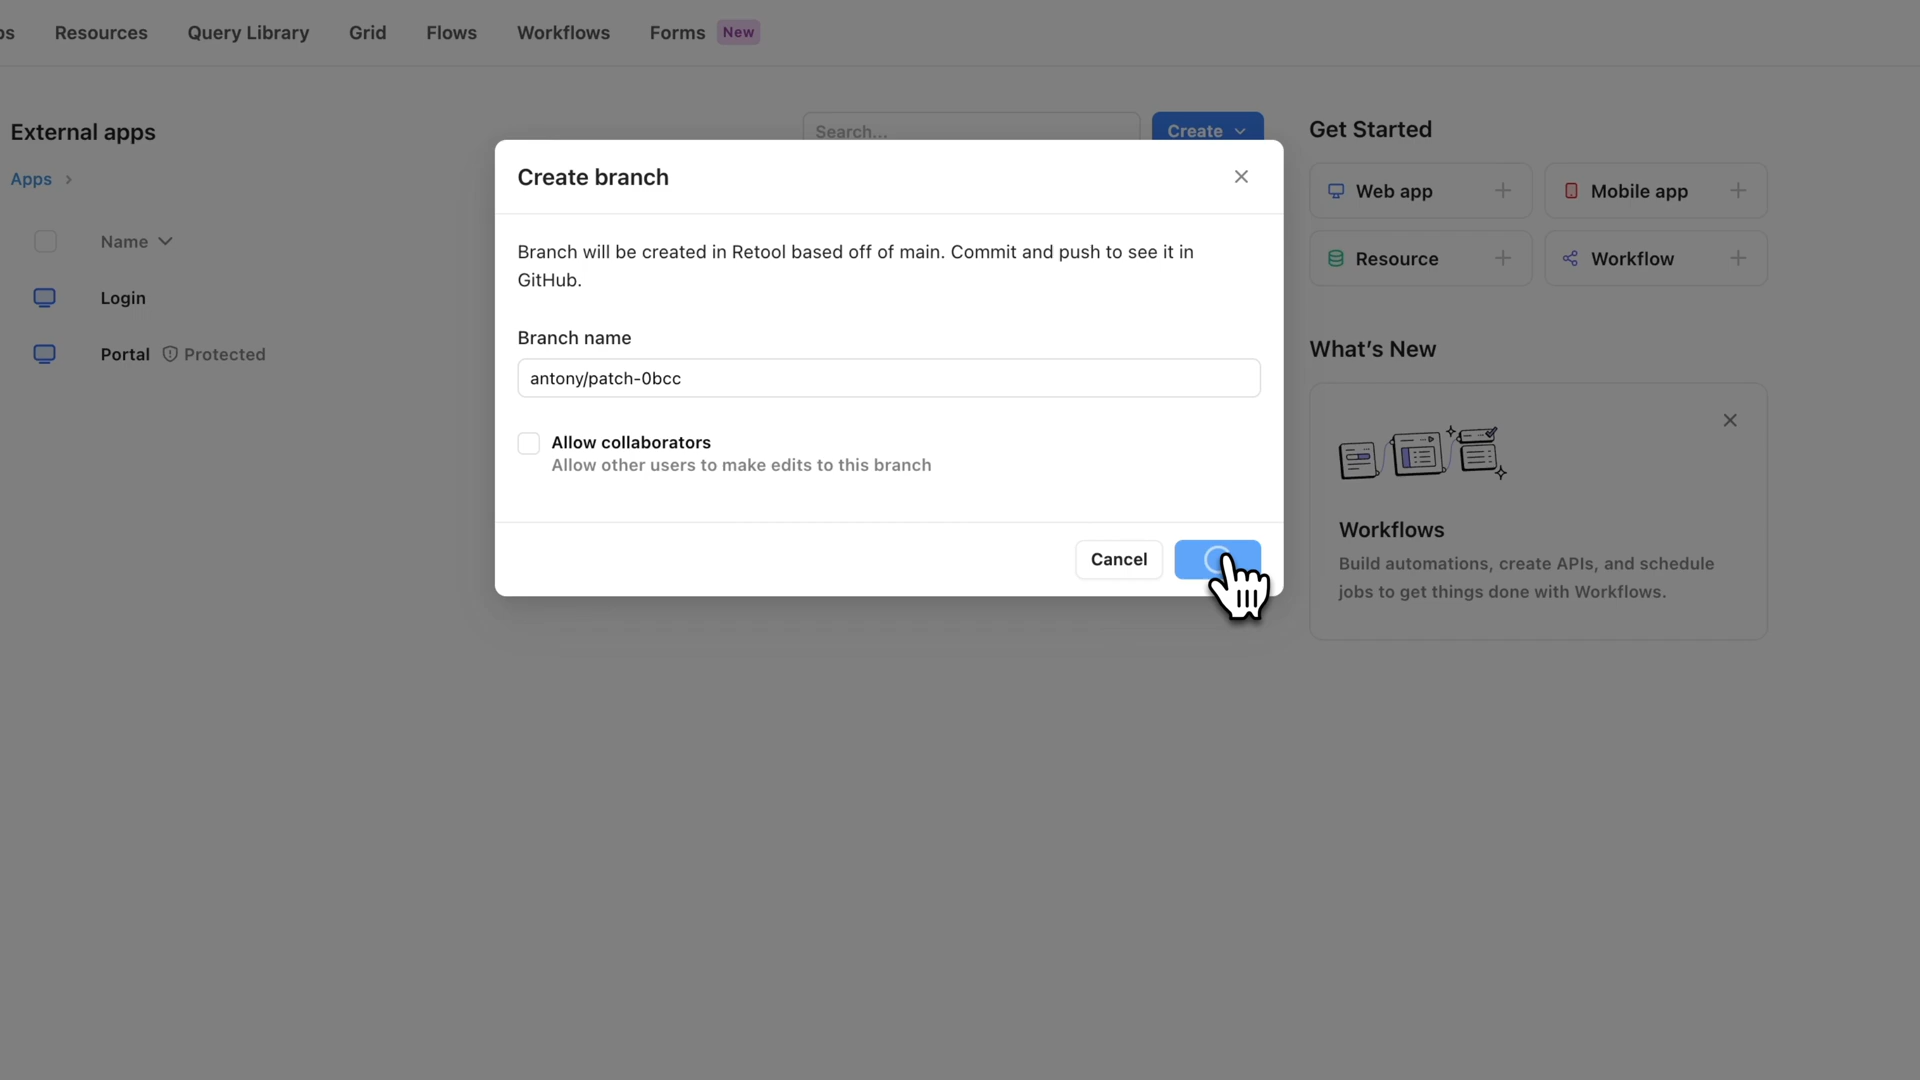 Resources Query Library Grid Flows Workflows Forms New
External apps
Search...
Create
Apps
Name
Login
Portal Protected
Create branch
Branch will be created in Retool based off of main. Commit and push to see it in
GitHub.
Branch name
antony/patch-0bcc
Allow collaborators
Allow other users to make edits to this branch
Cancel
Get Started
Web app
Mobile app
Resource
Workflow
What's New
Workflows
Build automations, create APIs, and schedule
jobs to get things done with Workflows.